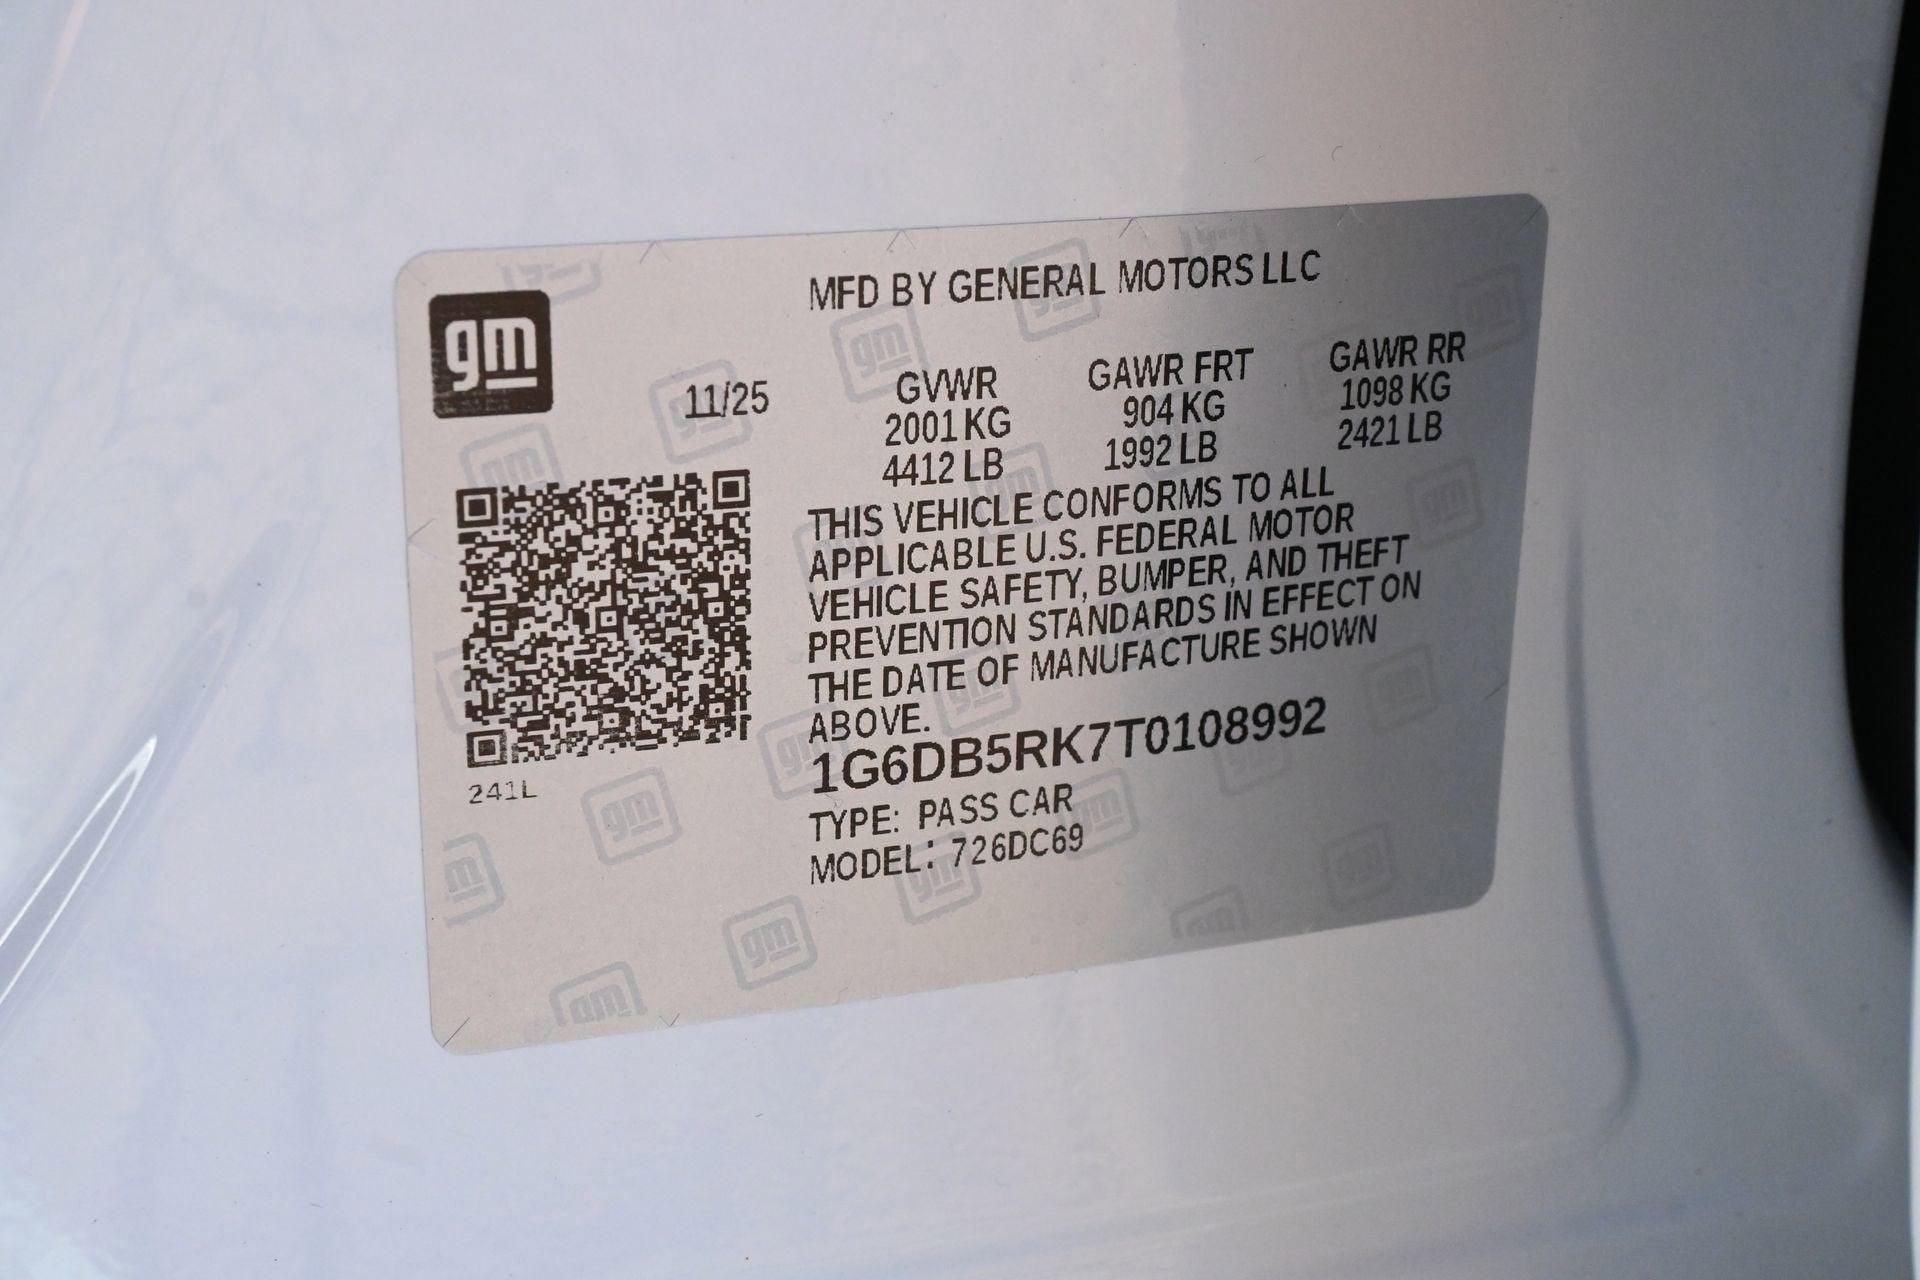 gm
MFD BY GENERAL MOTORS LLC
11/25
GVWR GAWR FRT GAWR RR
2001 KG 904 KG 1098 KG
4412 LB 1992 LB 2421 LB
THIS VEHICLE CONFORMS TO ALL
APPLICABLE U.S. FEDERAL MOTOR
VEHICLE SAFETY, BUMPER, AND THEFT
PREVENTION STANDARDS IN EFFECT ON
THE DATE OF MANUFACTURE SHOWN
ABOVE.
1G6DB5RK7T0108992
241L
TYPE: PASS CAR
MODEL: 726DC69